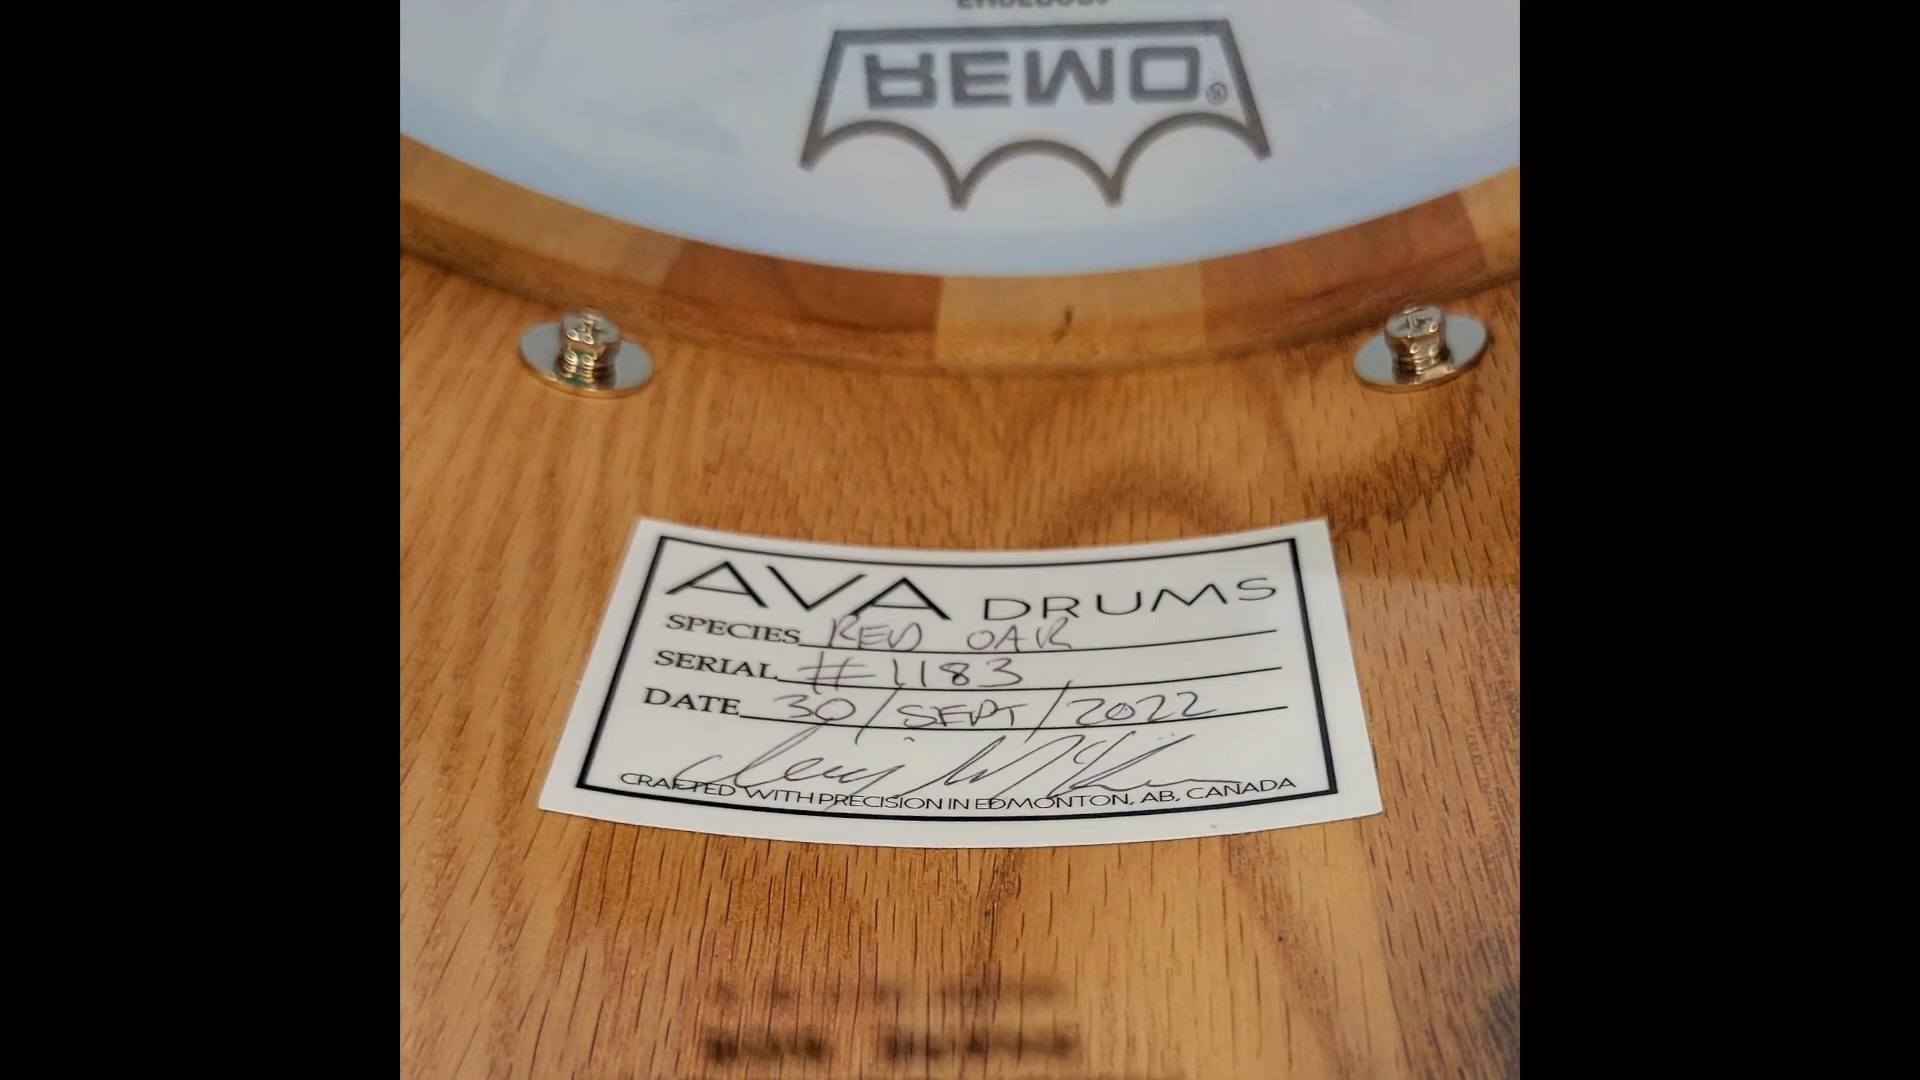 REMO®
AVA DRUMS
SPECIES RED OAK
SERIAL #1183
DATE 30/SEPT/2022
CRAFTED WITH PRECISION IN EDMONTON, AB, CANADA